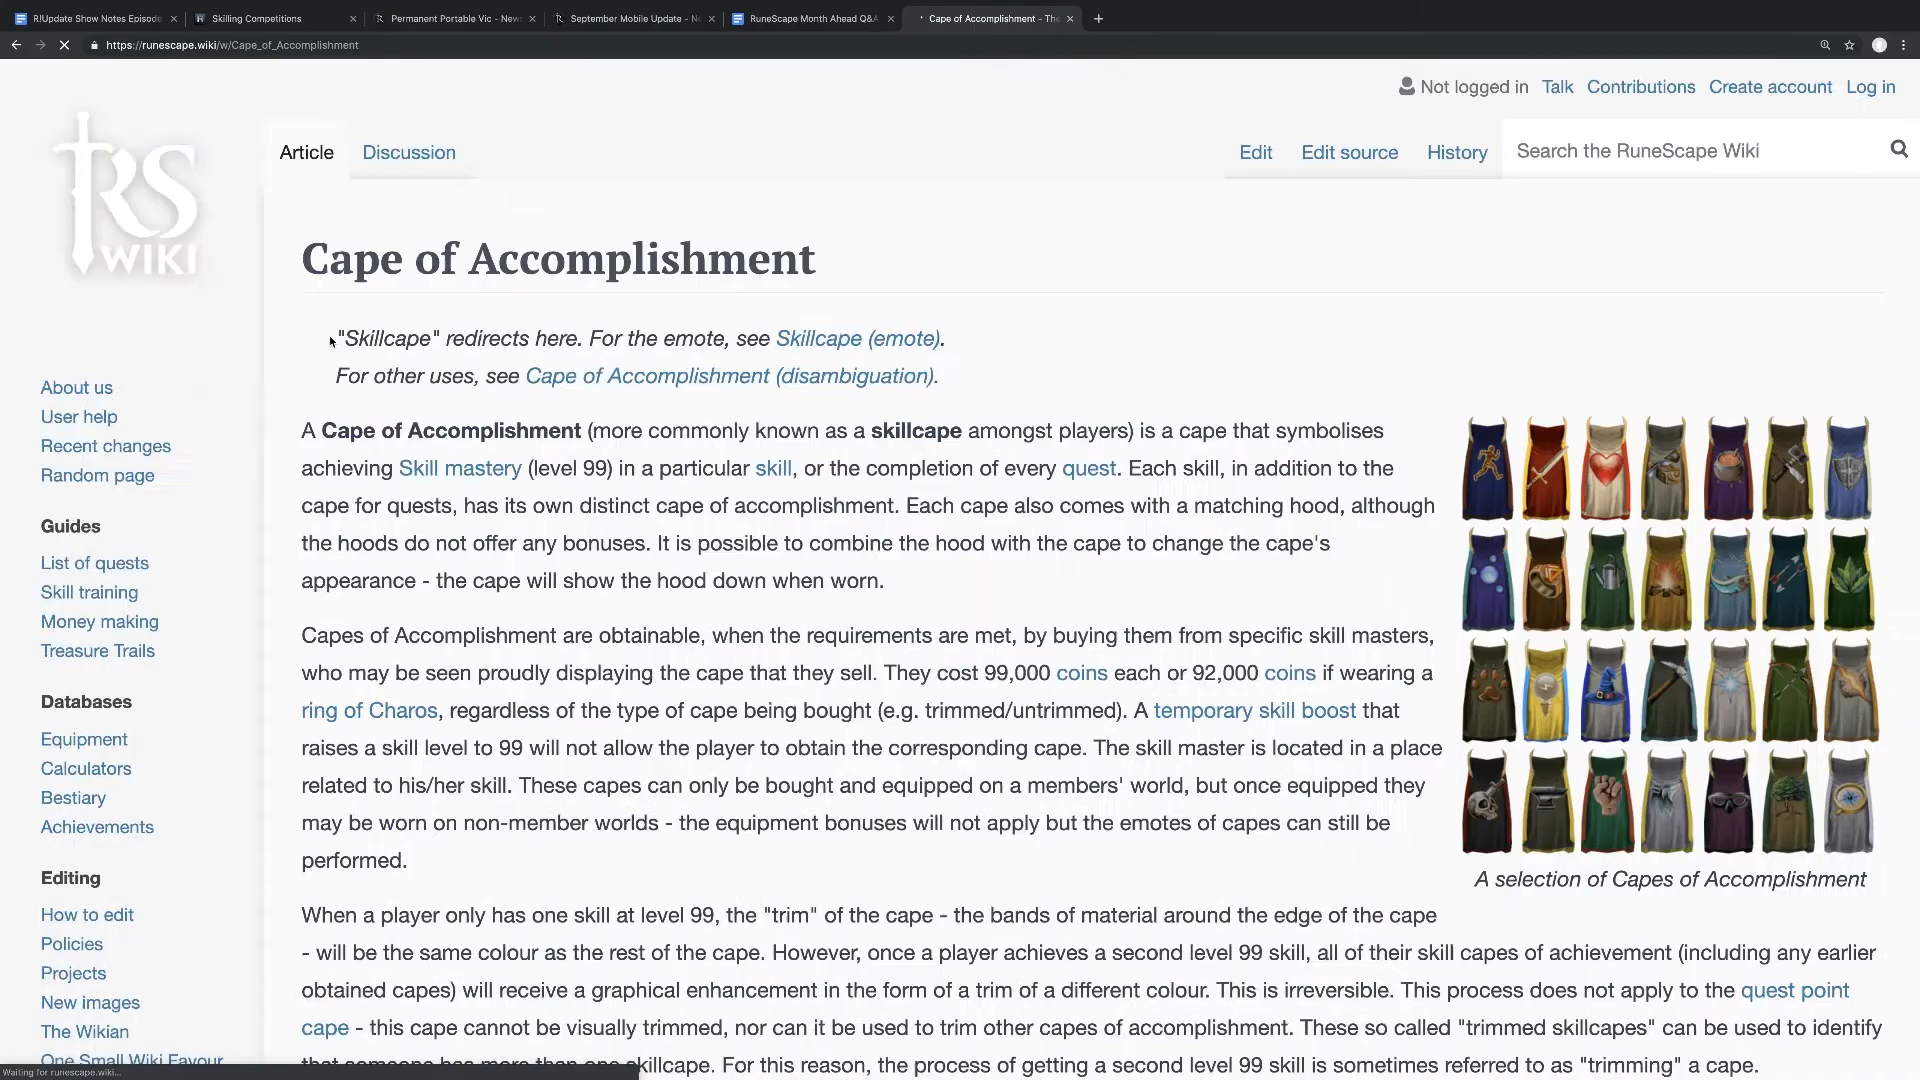 R!Update Show Notes Episode
Skilling Competitions
Permanent Portable Vic - New
September Mobile Update - N
RuneScape Month Ahead Q&A
Cape of Accomplishment - The
https://runescape.wiki/w/Cape_of_Accomplishment
Not logged in Talk Contributions Create account Log in
RS
WIKI
Article Discussion Edit Edit source History Search the RuneScape Wiki
Cape of Accomplishment
"Skillcape" redirects here. For the emote, see Skillcape (emote).
For other uses, see Cape of Accomplishment (disambiguation).
A Cape of Accomplishment (more commonly known as a skillcape amongst players) is a cape that symbolises
achieving Skill mastery (level 99) in a particular skill, or the completion of every quest. Each skill, in addition to the
cape for quests, has its own distinct cape of accomplishment. Each cape also comes with a matching hood, although
the hoods do not offer any bonuses. It is possible to combine the hood with the cape to change the cape's
appearance - the cape will show the hood down when worn.
Capes of Accomplishment are obtainable, when the requirements are met, by buying them from specific skill masters,
who may be seen proudly displaying the cape that they sell. They cost 99,000 coins each or 92,000 coins if wearing a
ring of Charos, regardless of the type of cape being bought (e.g. trimmed/untrimmed). A temporary skill boost that
raises a skill level to 99 will not allow the player to obtain the corresponding cape. The skill master is located in a place
related to his/her skill. These capes can only be bought and equipped on a members' world, but once equipped they
may be worn on non-member worlds - the equipment bonuses will not apply but the emotes of capes can still be
performed.
A selection of Capes of Accomplishment
When a player only has one skill at level 99, the "trim" of the cape - the bands of material around the edge of the cape
- will be the same colour as the rest of the cape. However, once a player achieves a second level 99 skill, all of their skill capes of achievement (including any earlier
obtained capes) will receive a graphical enhancement in the form of a trim of a different colour. This is irreversible. This process does not apply to the quest point
cape - this cape cannot be visually trimmed, nor can it be used to trim other capes of accomplishment. These so called "trimmed skillcapes" can be used to identify
that someone has more than one skillcape. For this reason, the process of getting a second level 99 skill is sometimes referred to as "trimming" a cape.
About us
User help
Recent changes
Random page
Guides
List of quests
Skill training
Money making
Treasure Trails
Databases
Equipment
Calculators
Bestiary
Achievements
Editing
How to edit
Policies
Projects
New images
The Wikian
One Small Wiki Favour
Waiting for runescape.wiki...